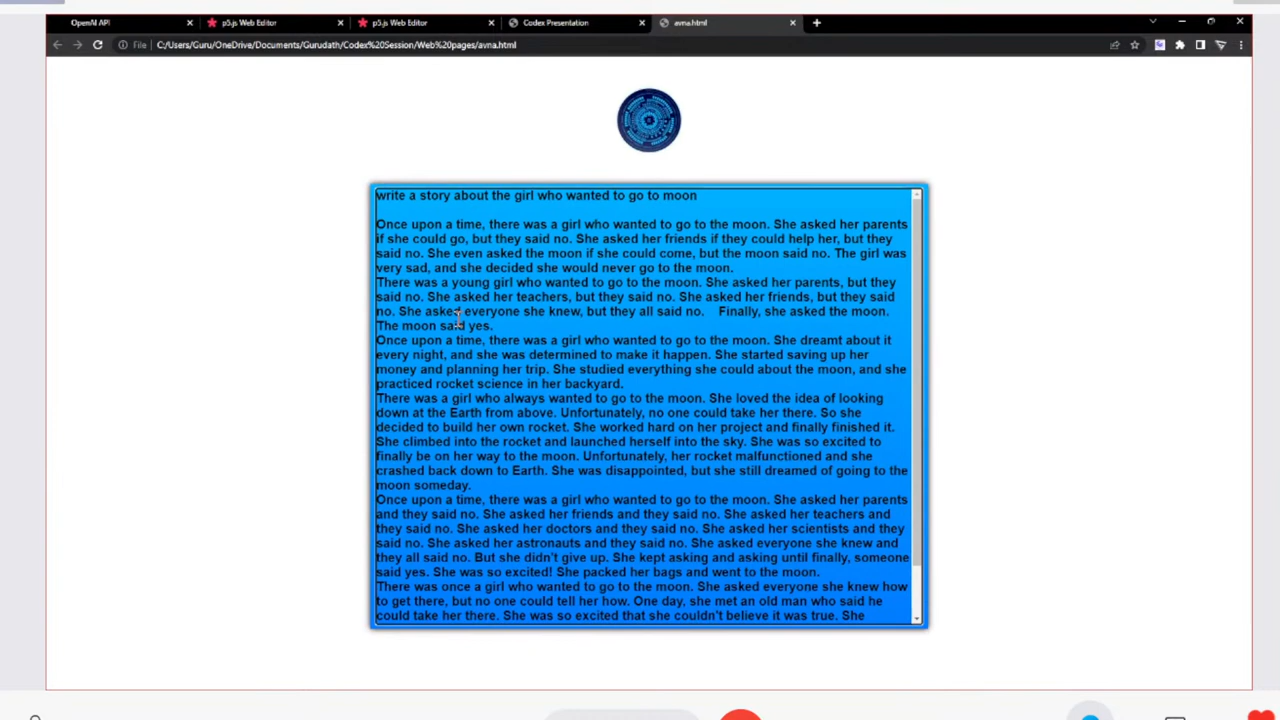 OpenAI API
p5.js Web Editor
p5.js Web Editor
Codex Presentation
avna.html
File
C:/Users/Guru/OneDrive/Documents/Gurudath/Codex%20Session/Web%20pages/avna.html
write a story about the girl who wanted to go to moon
Once upon a time, there was a girl who wanted to go to the moon. She asked her parents
if she could go, but they said no. She asked her friends if they could help her, but they
said no. She even asked the moon if she could come, but the moon said no. The girl was
very sad, and she decided she would never go to the moon.
There was a young girl who wanted to go to the moon. She asked her parents, but they
said no. She asked her teachers, but they said no. She asked her friends, but they said
no. She asked everyone she knew, but they all said no. Finally, she asked the moon.
The moon said yes.
Once upon a time, there was a girl who wanted to go to the moon. She dreamt about it
every night, and she was determined to make it happen. She started saving up her
money and planning her trip. She studied everything she could about the moon, and she
practiced rocket science in her backyard.
There was a girl who always wanted to go to the moon. She loved the idea of looking
down at the Earth from above. Unfortunately, no one could take her there. So she
decided to build her own rocket. She worked hard on her project and finally finished it.
She climbed into the rocket and launched herself into the sky. She was so excited to
finally be on her way to the moon. Unfortunately, her rocket malfunctioned and she
crashed back down to Earth. She was disappointed, but she still dreamed of going to the
moon someday.
Once upon a time, there was a girl who wanted to go to the moon. She asked her parents
and they said no. She asked her friends and they said no. She asked her teachers and
they said no. She asked her doctors and they said no. She asked her scientists and they
said no. She asked her astronauts and they said no. She asked everyone she knew and
they all said no. But she didn't give up. She kept asking and asking until finally, someone
said yes. She was so excited! She packed her bags and went to the moon.
There was once a girl who wanted to go to the moon. She asked everyone she knew how
to get there, but no one could tell her how. One day, she met an old man who said he
could take her there. She was so excited that she couldn't believe it was true. She